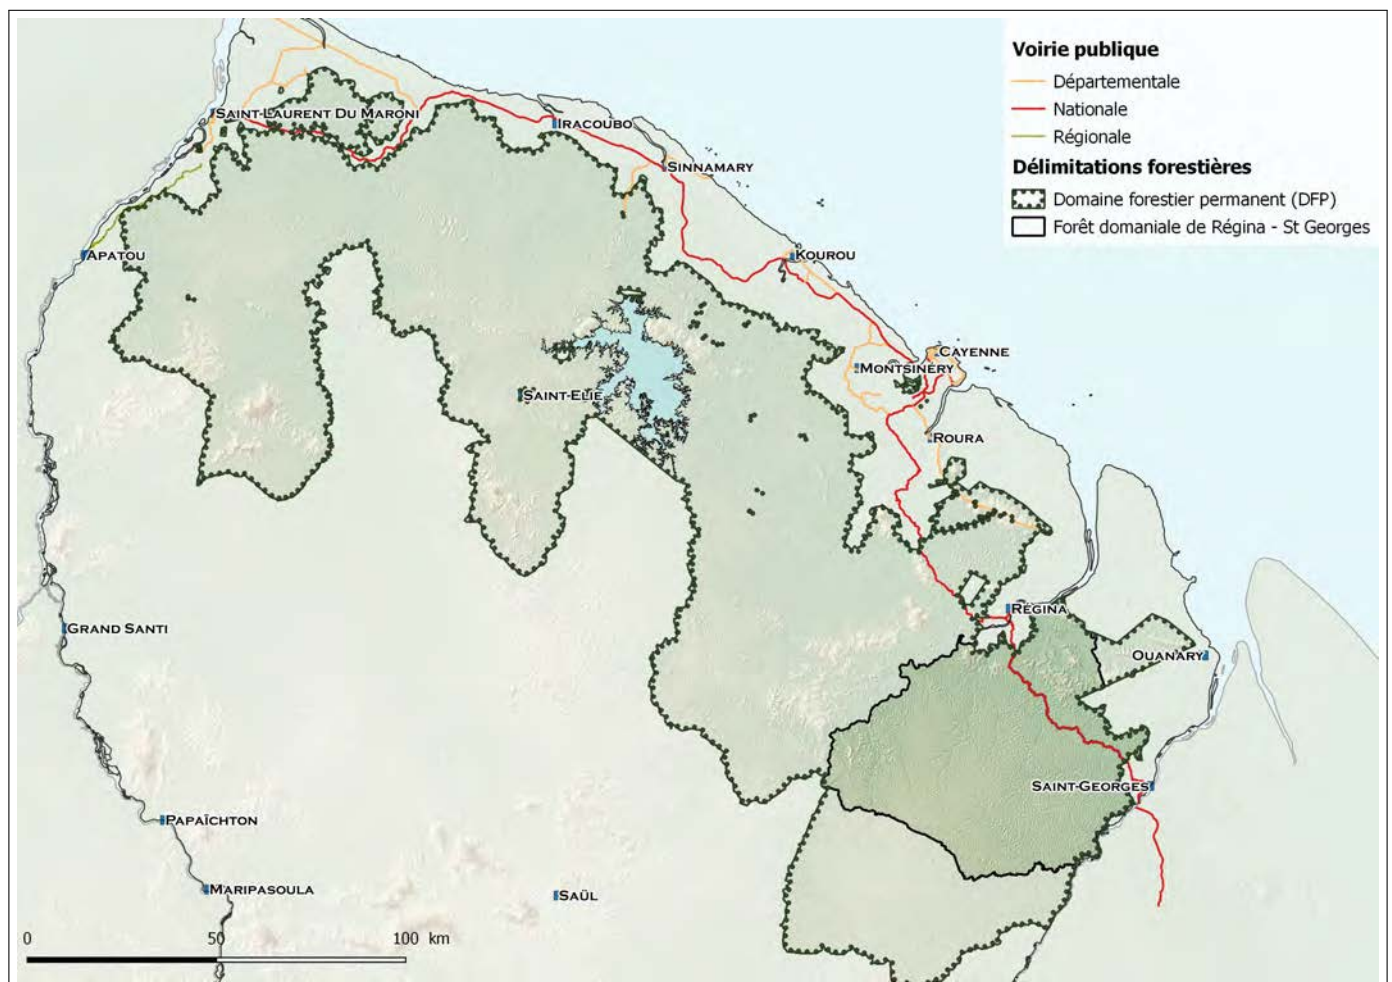 Voirie publique
Départementale
Nationale
Régionale
Délimitations forestières
Domaine forestier permanent (DFP)
Forêt domaniale de Régina - St Georges
SAINT-LAURENT DU MARONI
IRACOUBO
SINNAMARY
APATOU
KOUROU
CAYENNE
MONTSINÉRY
SAINT-ELIE
ROURA
RÉGINA
GRAND SANTI
OUANARY
SAINT-GEORGES
PAPAÏCHTON
MARIPASOULA
SAÜL
0 50 100 km